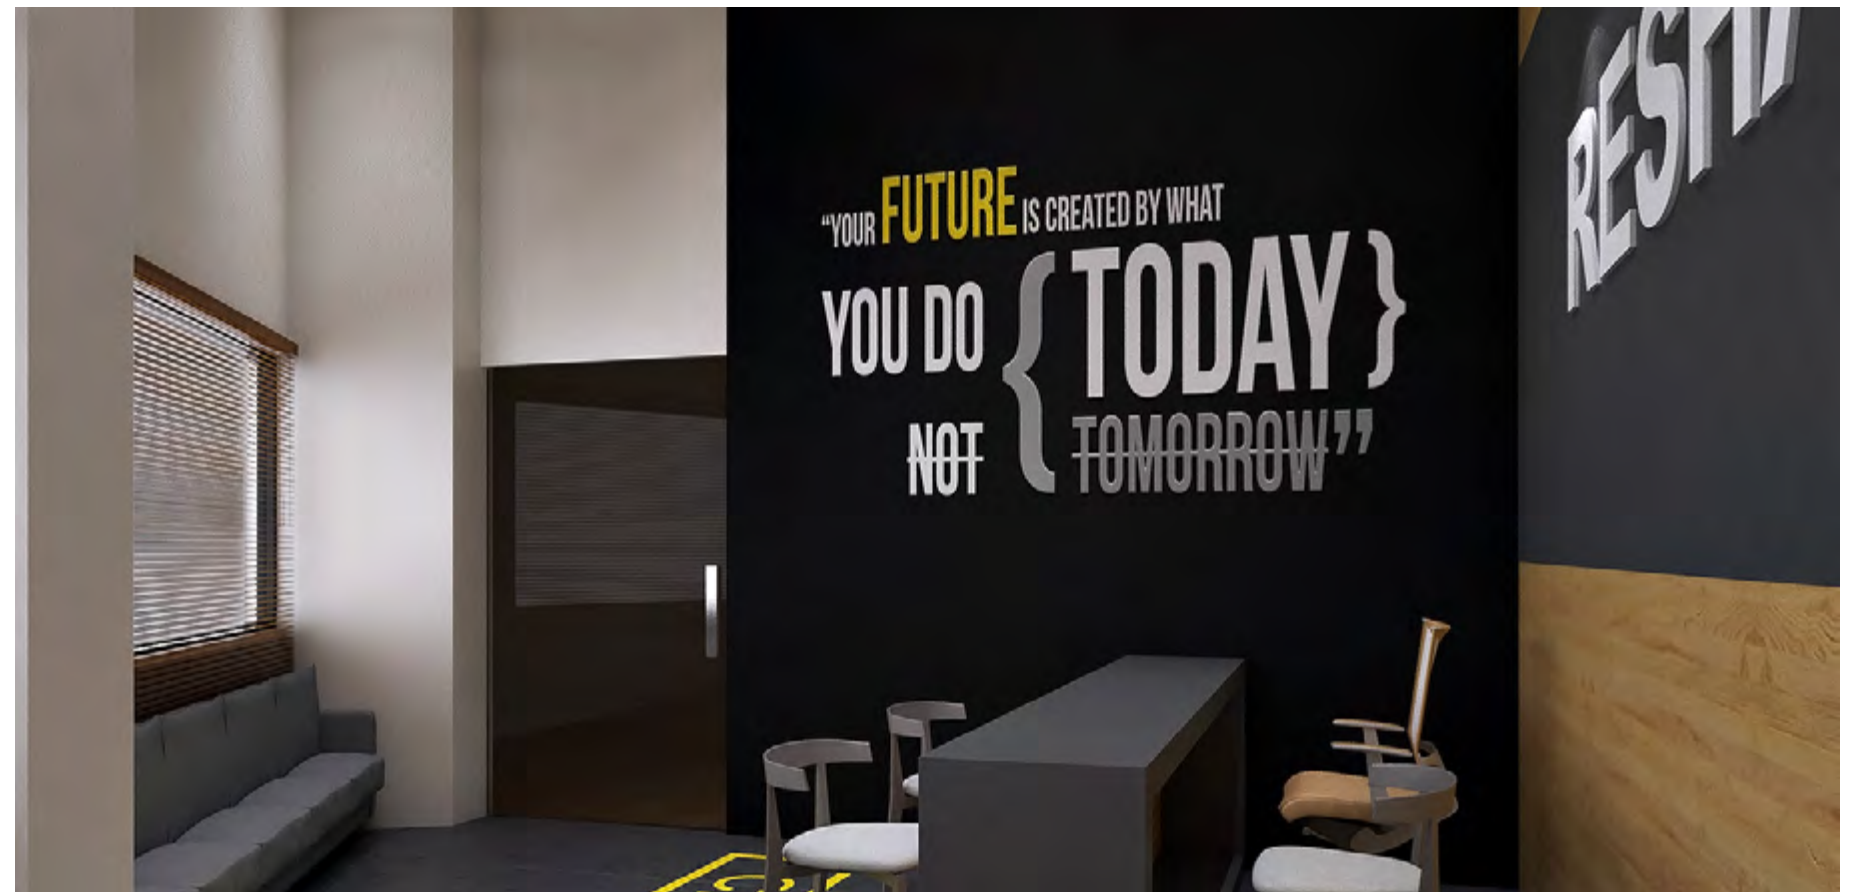 “YOUR FUTURE IS CREATED BY WHAT
YOU DO { TODAY }
NOT TOMORROW”